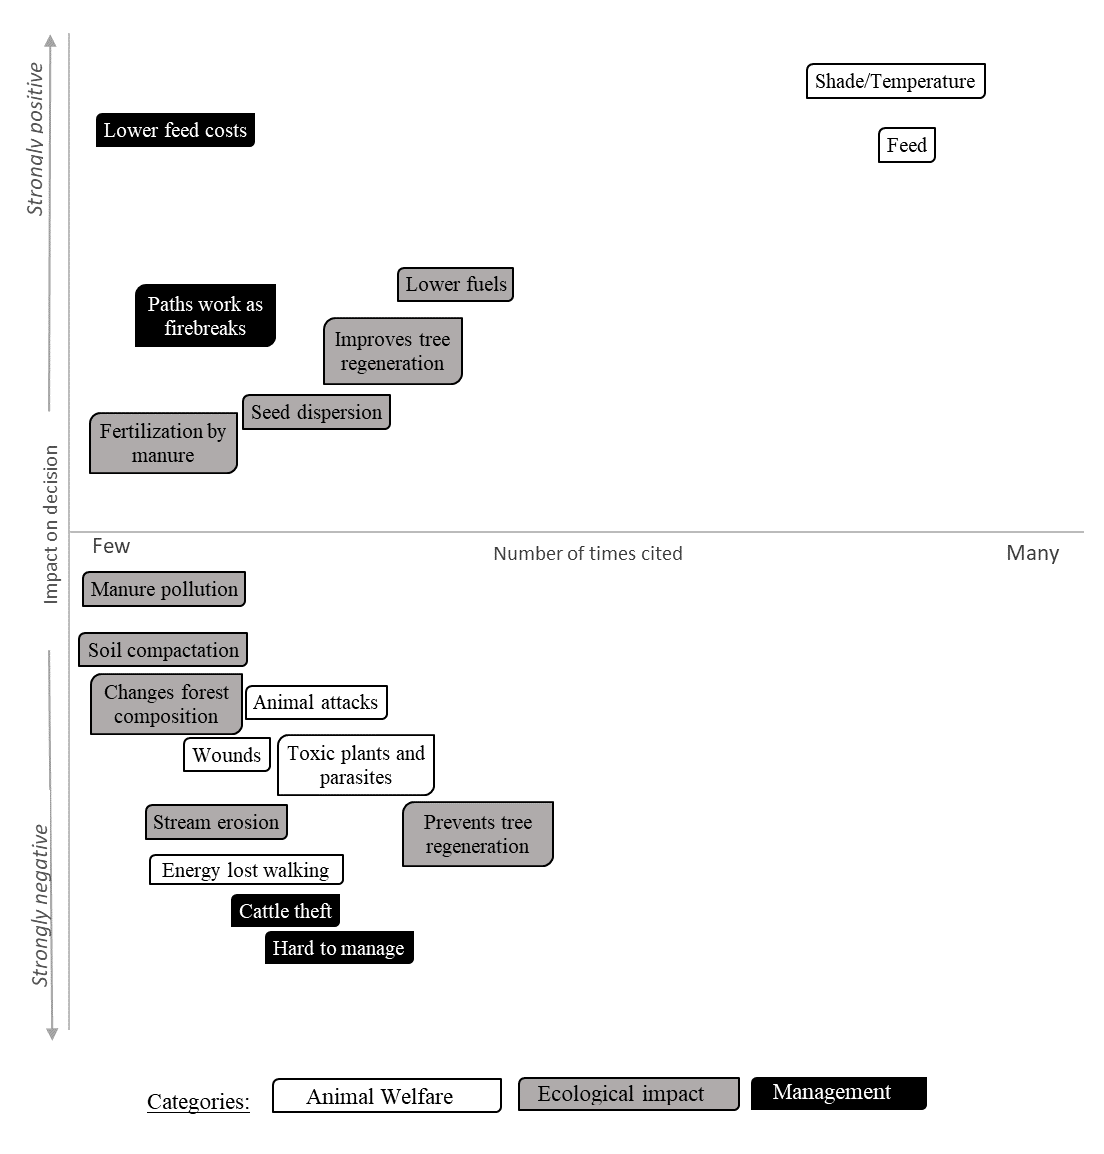 Strongly positive
Shade/Temperature
Lower feed costs
Feed
Lower fuels
Paths work as
firebreaks
Improves tree
regeneration
Seed dispersion
Fertilization by
manure
Impact on decision
Few
Number of times cited
Many
Manure pollution
Soil compactation
Changes forest
composition
Animal attacks
Wounds
Toxic plants and
parasites
Stream erosion
Prevents tree
regeneration
Energy lost walking
Cattle theft
Hard to manage
Strongly negative
Categories:
Animal Welfare
Ecological impact
Management